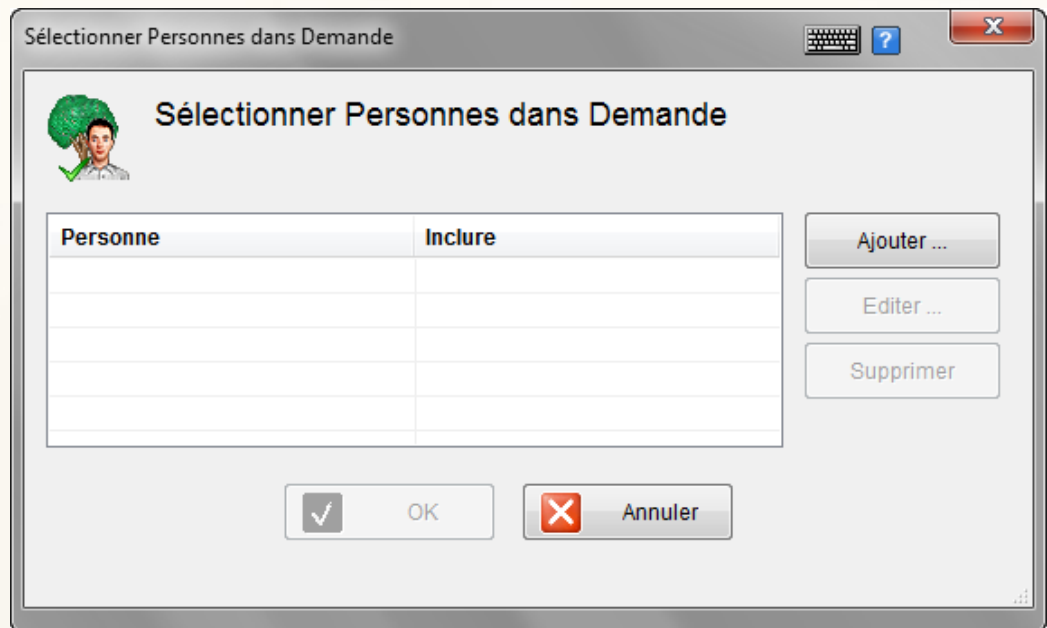 Sélectionner Personnes dans Demande
?
X
Sélectionner Personnes dans Demande
Personne Inclure
Ajouter ...
Editer ...
Supprimer
OK Annuler